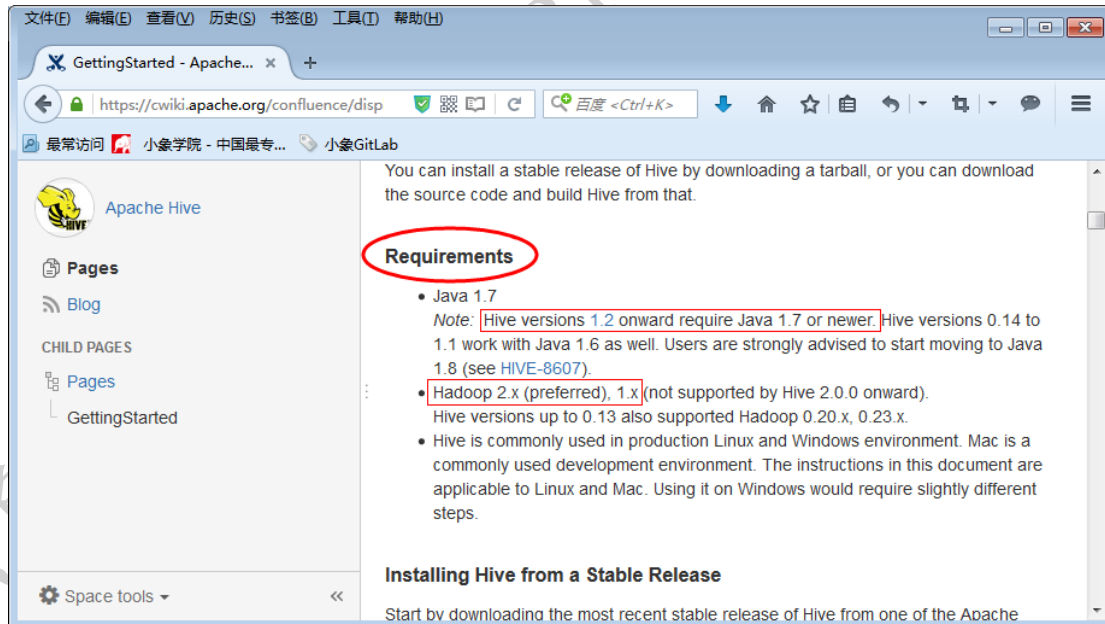 文件(F) 编辑(E) 查看(V) 历史(S) 书签(B) 工具(T) 帮助(H)
GettingStarted - Apache... × +
https://cwiki.apache.org/confluence/disp 百度 <Ctrl+K>
最常访问 小象学院 - 中国最专... 小象GitLab
HIVE
Apache Hive
Pages
Blog
CHILD PAGES
Pages
GettingStarted
Space tools
You can install a stable release of Hive by downloading a tarball, or you can download
the source code and build Hive from that.
Requirements
• Java 1.7
Note: Hive versions 1.2 onward require Java 1.7 or newer. Hive versions 0.14 to
1.1 work with Java 1.6 as well. Users are strongly advised to start moving to Java
1.8 (see HIVE-8607).
• Hadoop 2.x (preferred), 1.x (not supported by Hive 2.0.0 onward).
Hive versions up to 0.13 also supported Hadoop 0.20.x, 0.23.x.
• Hive is commonly used in production Linux and Windows environment. Mac is a
commonly used development environment. The instructions in this document are
applicable to Linux and Mac. Using it on Windows would require slightly different
steps.
Installing Hive from a Stable Release
Start by downloading the most recent stable release of Hive from one of the Apache